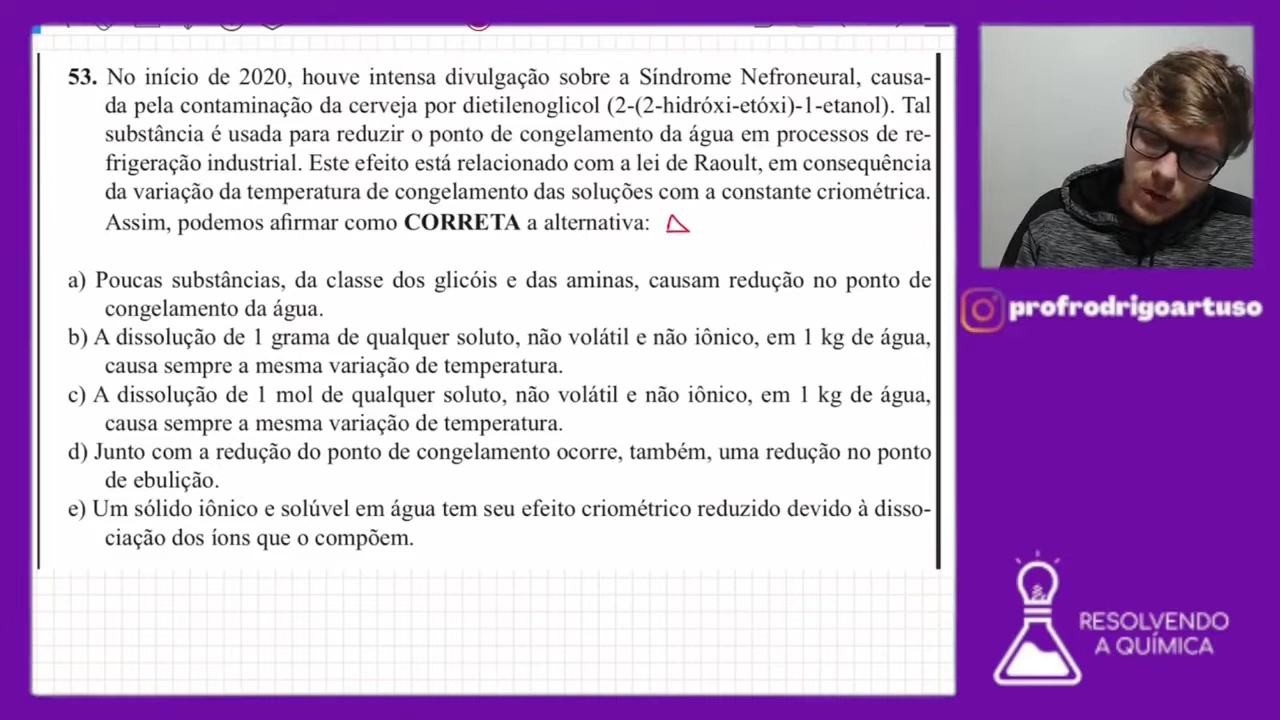 53. No início de 2020, houve intensa divulgação sobre a Síndrome Nefroneural, causa-
da pela contaminação da cerveja por dietilenoglicol (2-(2-hidróxi-etóxi)-1-etanol). Tal
substância é usada para reduzir o ponto de congelamento da água em processos de re-
frigeração industrial. Este efeito está relacionado com a lei de Raoult, em consequência
da variação da temperatura de congelamento das soluções com a constante criométrica.
Assim, podemos afirmar como CORRETA a alternativa:
a) Poucas substâncias, da classe dos glicóis e das aminas, causam redução no ponto de
congelamento da água.
b) A dissolução de 1 grama de qualquer soluto, não volátil e não iônico, em 1 kg de água,
causa sempre a mesma variação de temperatura.
c) A dissolução de 1 mol de qualquer soluto, não volátil e não iônico, em 1 kg de água,
causa sempre a mesma variação de temperatura.
d) Junto com a redução do ponto de congelamento ocorre, também, uma redução no ponto
de ebulição.
e) Um sólido iônico e solúvel em água tem seu efeito criométrico reduzido devido à disso-
ciação dos íons que o compõem.
profrodrigoartuso
RESOLVENDO
A QUÍMICA